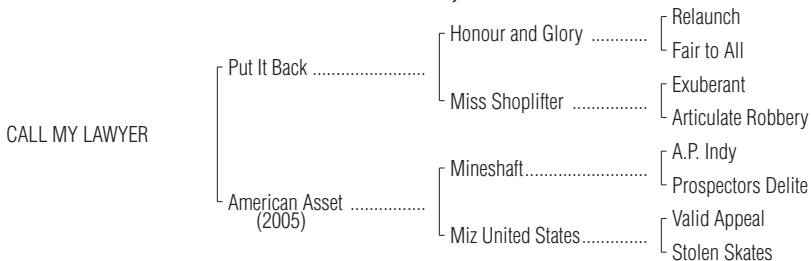 Relaunch
Honour and Glory ............
Fair to All
Put It Back ........................
Exuberant
Miss Shoplifter ................
Articulate Robbery
CALL MY LAWYER
A.P. Indy
Mineshaft..........................
Prospectors Delite
American Asset ................
(2005)
Valid Appeal
Miz United States..............
Stolen Skates